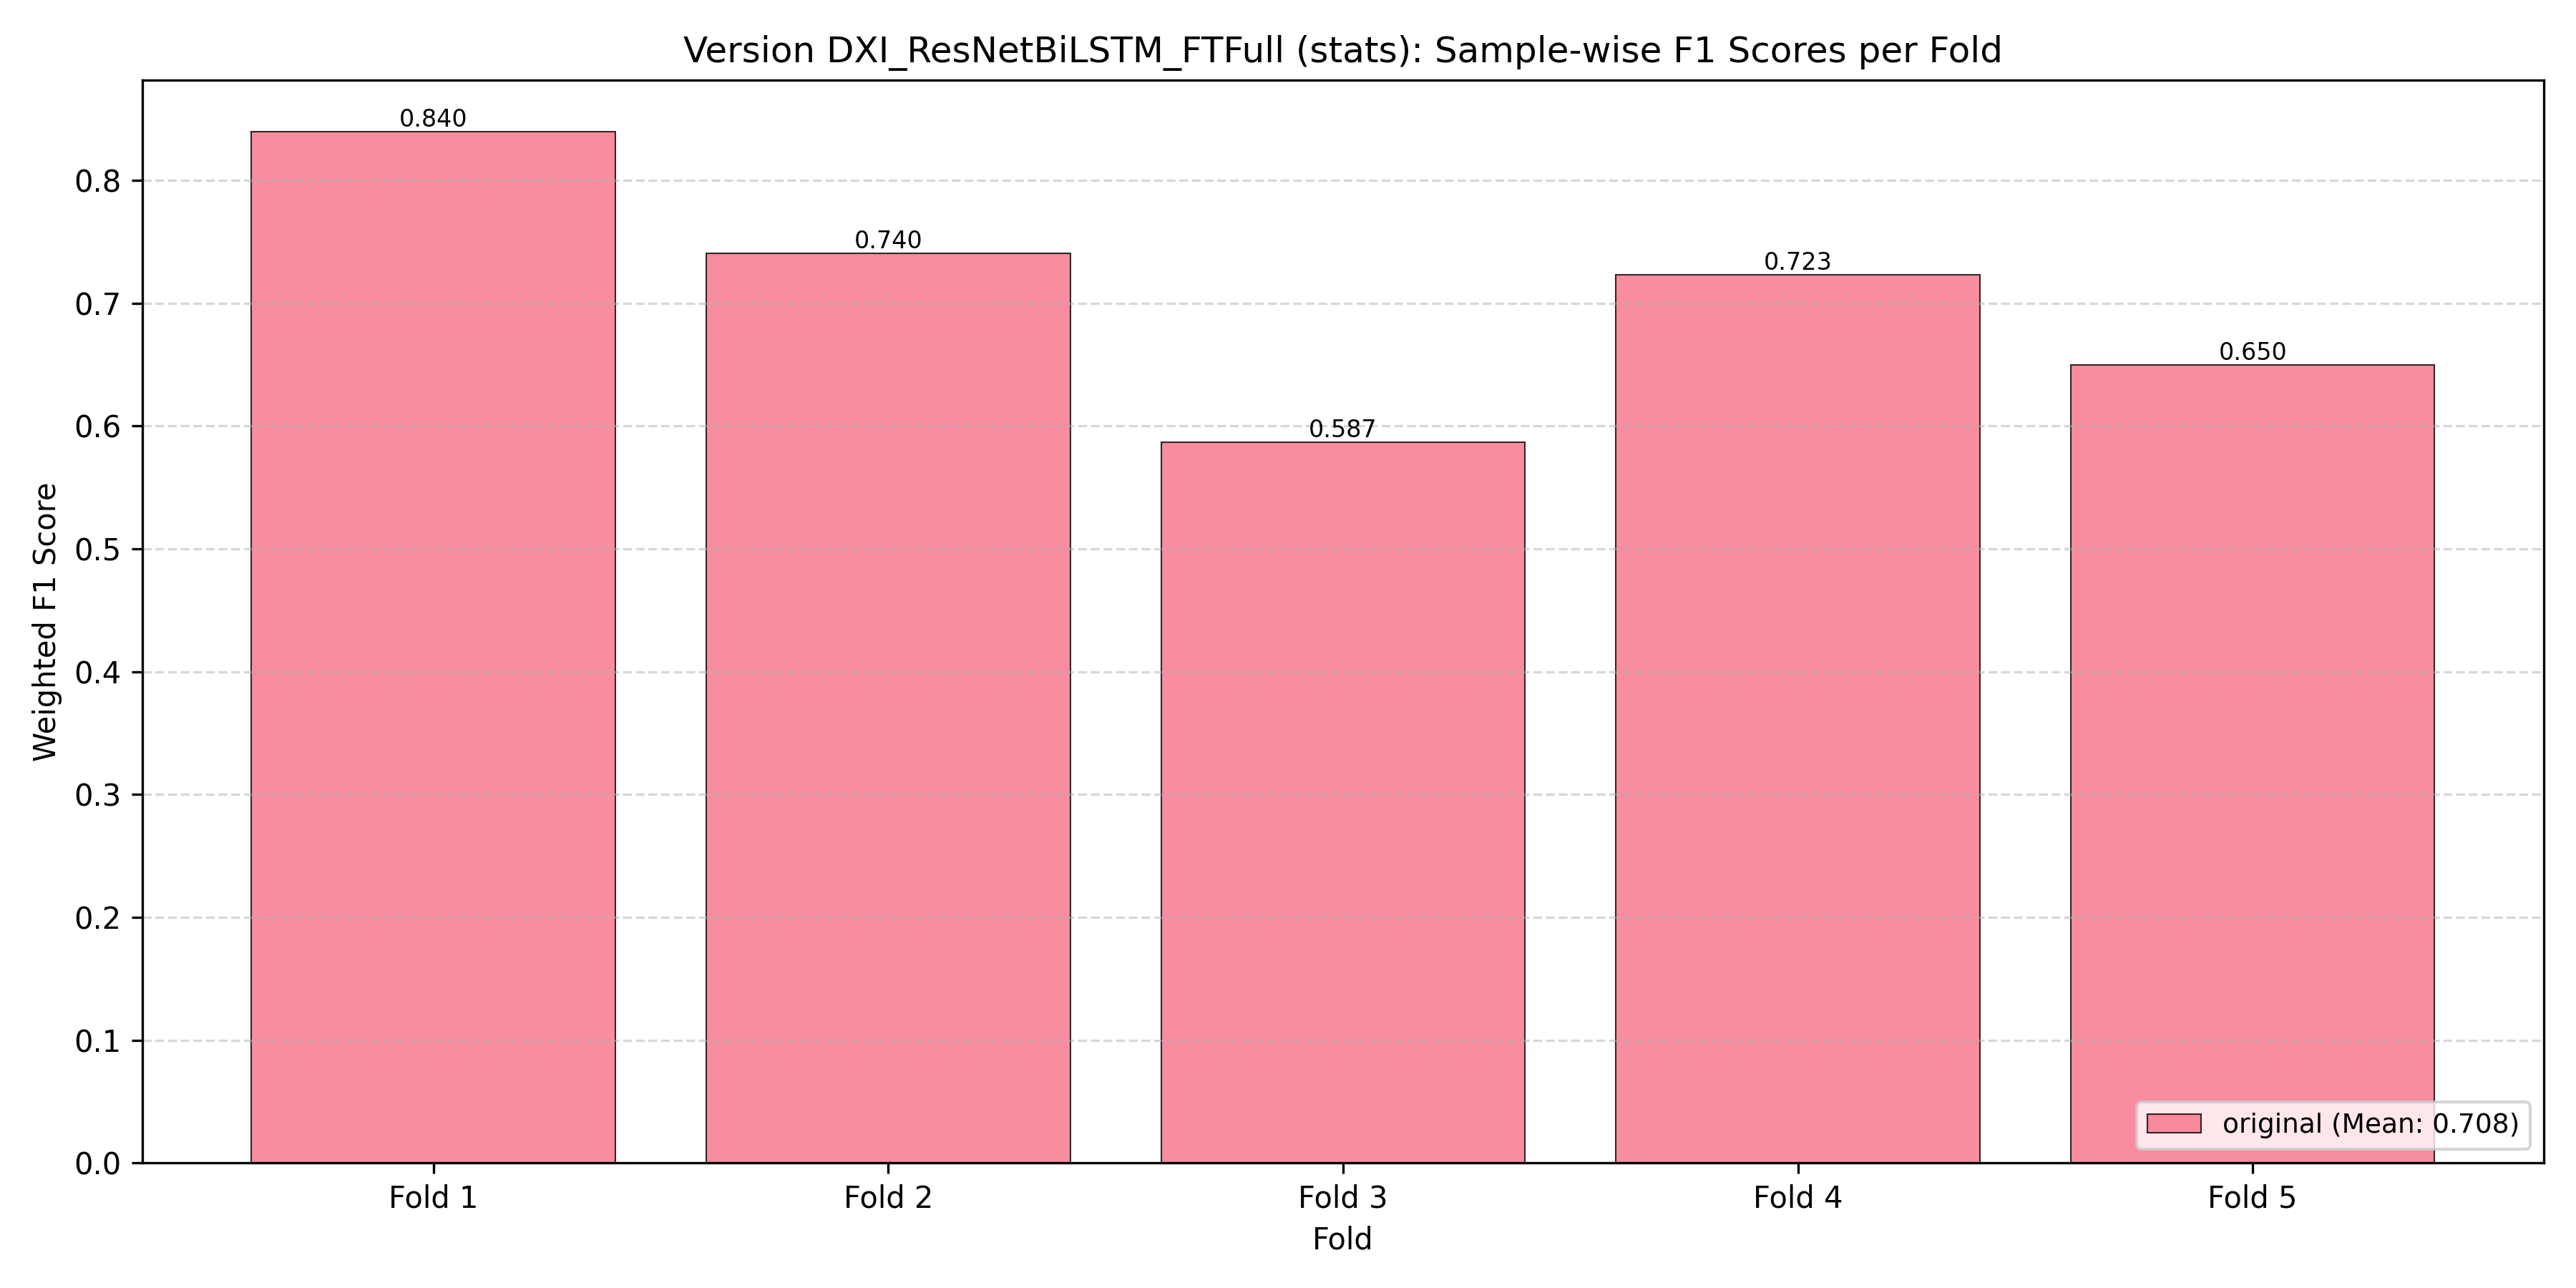 Version DXI_ResNetBiLSTM_FTFull (stats): Sample-wise F1 Scores per Fold
Weighted F1 Score
0.8
0.7
0.6
0.5
0.4
0.3
0.2
0.1
0.0
0.840
0.740
0.587
0.723
0.650
original (Mean: 0.708)
Fold 1
Fold 2
Fold 3
Fold 4
Fold 5
Fold